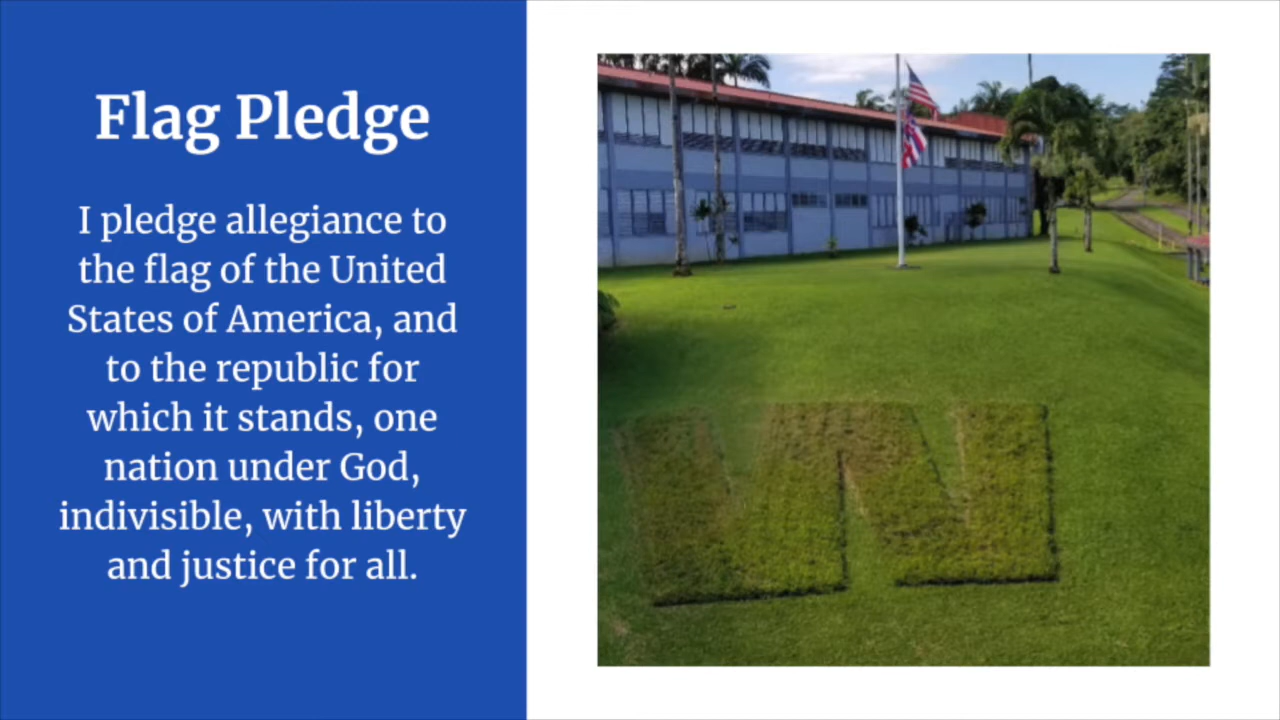 Flag Pledge
I pledge allegiance to
the flag of the United
States of America, and
to the republic for
which it stands, one
nation under God,
indivisible, with liberty
and justice for all.
W